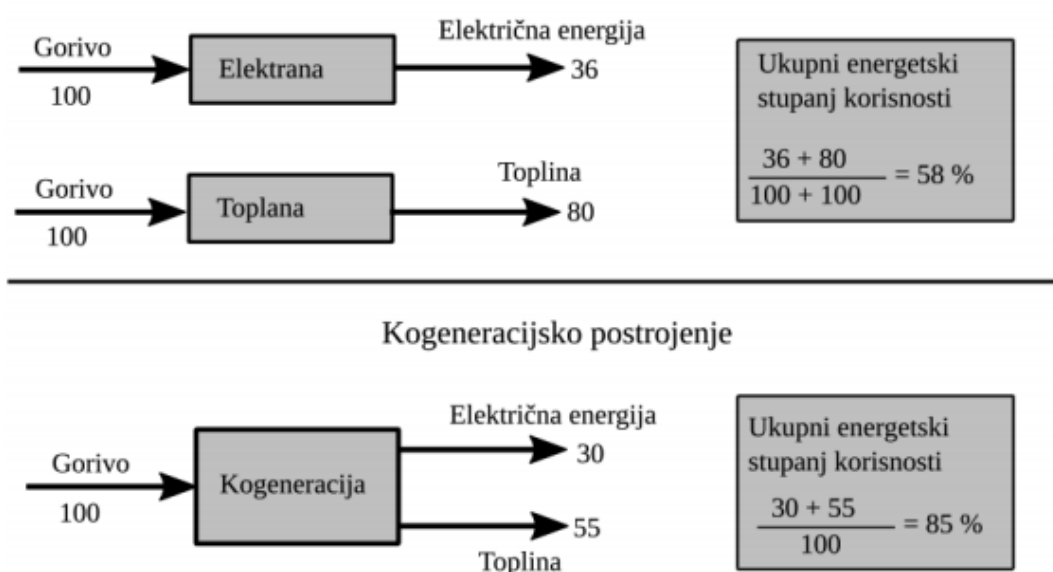 Gorivo
100
Elektrana
Električna energija
36
Ukupni energetski
stupanj korisnosti
36 + 80
100 + 100
= 58 %
Gorivo
100
Toplana
Toplina
80
Kogeneracijsko postrojenje
Gorivo
100
Kogeneracija
Električna energija
30
55
Toplina
Ukupni energetski
stupanj korisnosti
30 + 55
100
= 85 %